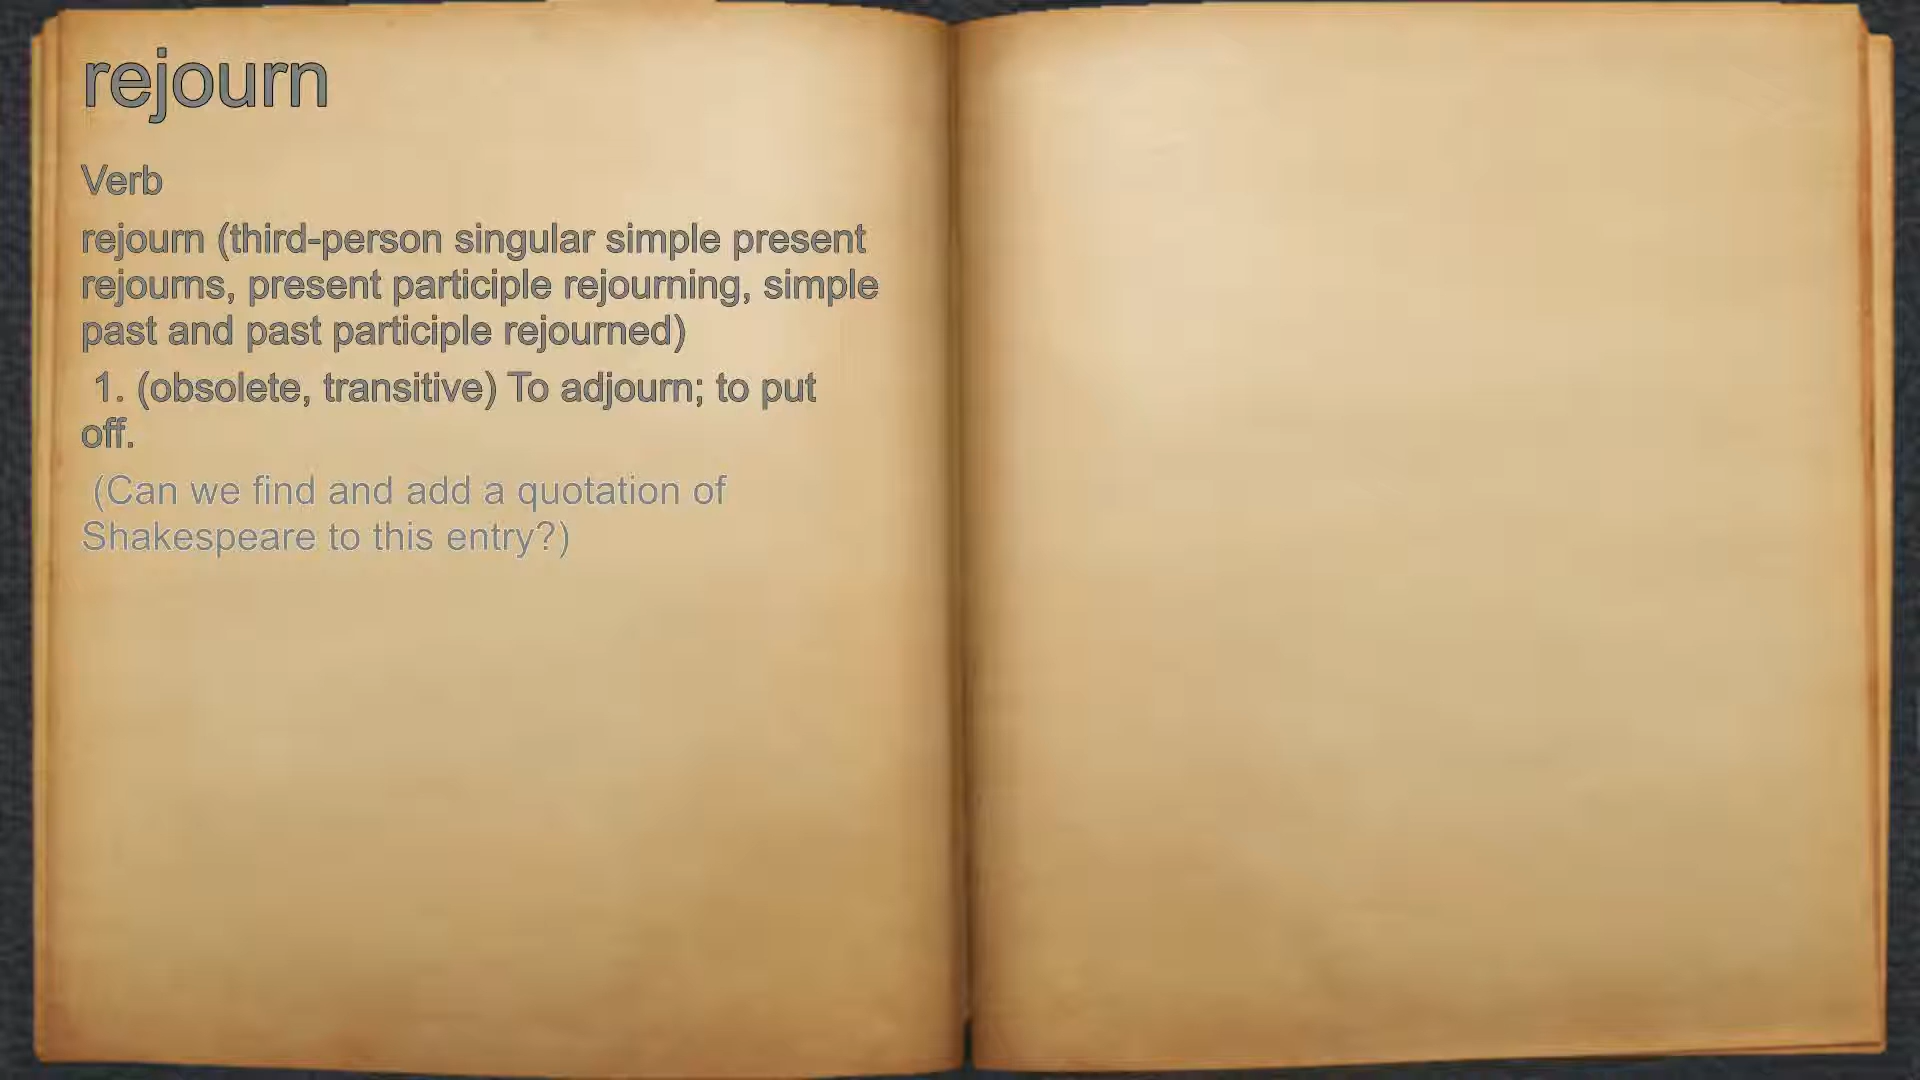 rejourn
Verb
rejourn (third-person singular simple present
rejourns, present participle rejourning, simple
past and past participle rejourned)
1. (obsolete, transitive) To adjourn; to put
off.
(Can we find and add a quotation of
Shakespeare to this entry?)